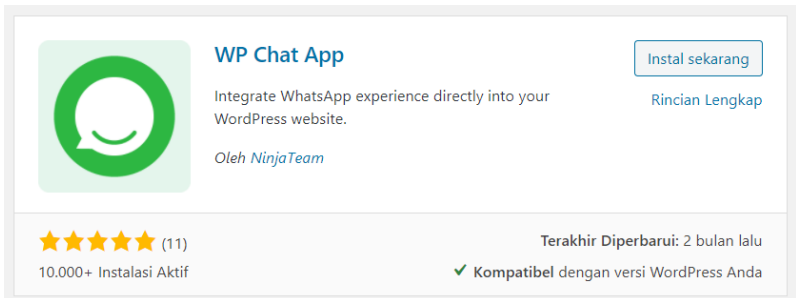 WP Chat App
Instal sekarang
Integrate WhatsApp experience directly into your
WordPress website.
Rincian Lengkap
Oleh NinjaTeam
(11)
Terakhir Diperbarui: 2 bulan lalu
10.000+ Instalasi Aktif
Kompatibel dengan versi WordPress Anda